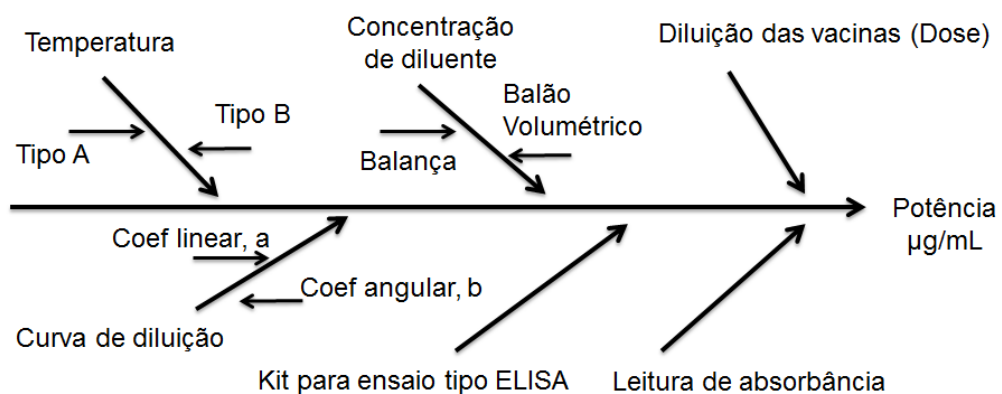 Temperatura
Concentração
de diluente
Diluição das vacinas (Dose)
Tipo A
Tipo B
Balança
Balão
Volumétrico
Potência
µg/mL
Coef linear, a
Coef angular, b
Curva de diluição
Kit para ensaio tipo ELISA
Leitura de absorbância